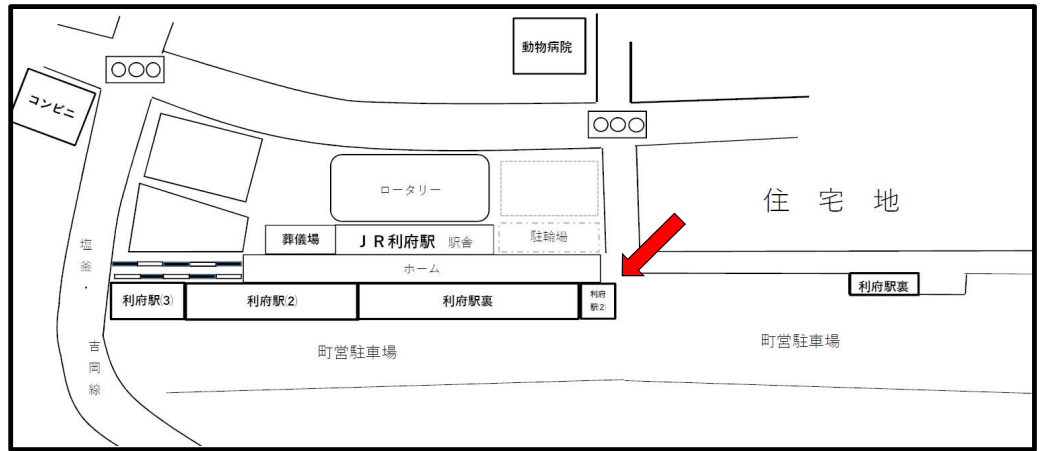 動物病院
コンビニ
ロータリー
住 宅 地
葬儀場
JR利府駅 駅舎
駐輪場
ホーム
塩釜・吉岡線
利府駅⑶
利府駅⑵
利府駅裏
利府
駅⑵
利府駅裏
町営駐車場
町営駐車場